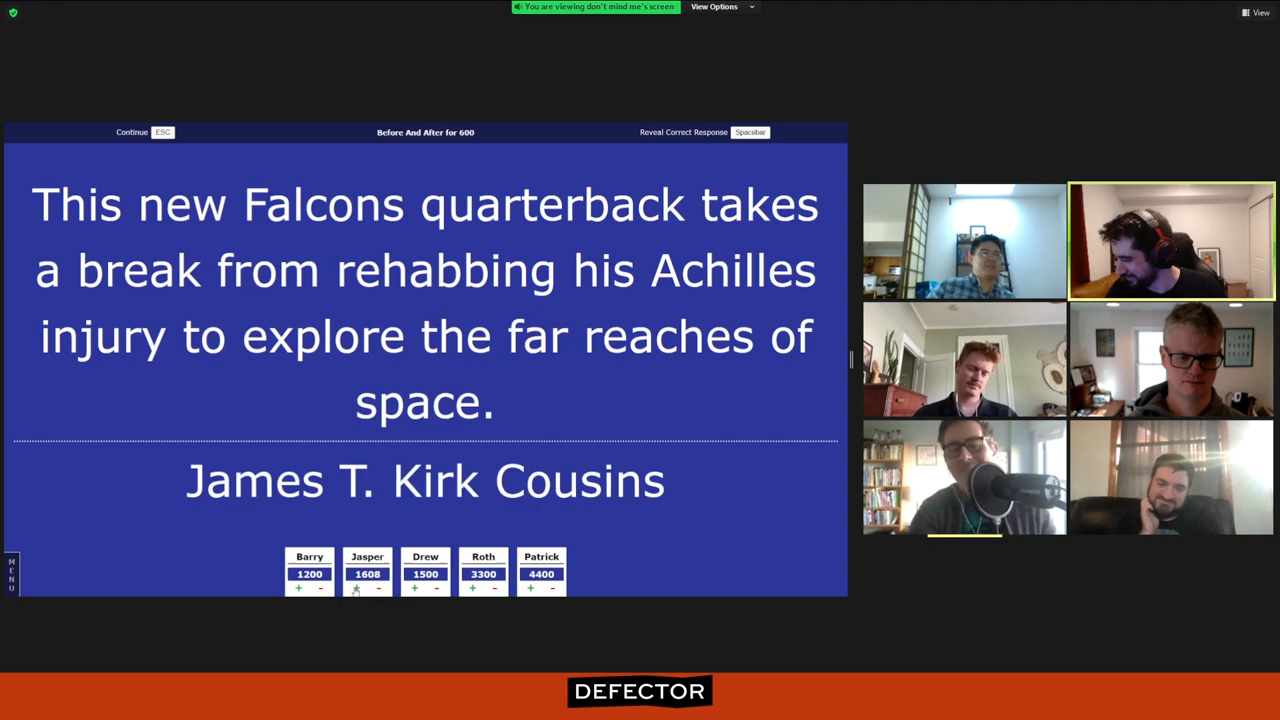 You are viewing don't mind me's screen
View Options
View
Continue ESC
Before And After for 600
Reveal Correct Response Spacebar
This new Falcons quarterback takes
a break from rehabbing his Achilles
injury to explore the far reaches of
space.
James T. Kirk Cousins
MENU
Barry Jasper Drew Roth Patrick
1200 1608 1500 3300 4400
+ - + - + - + - + -
DEFECTOR